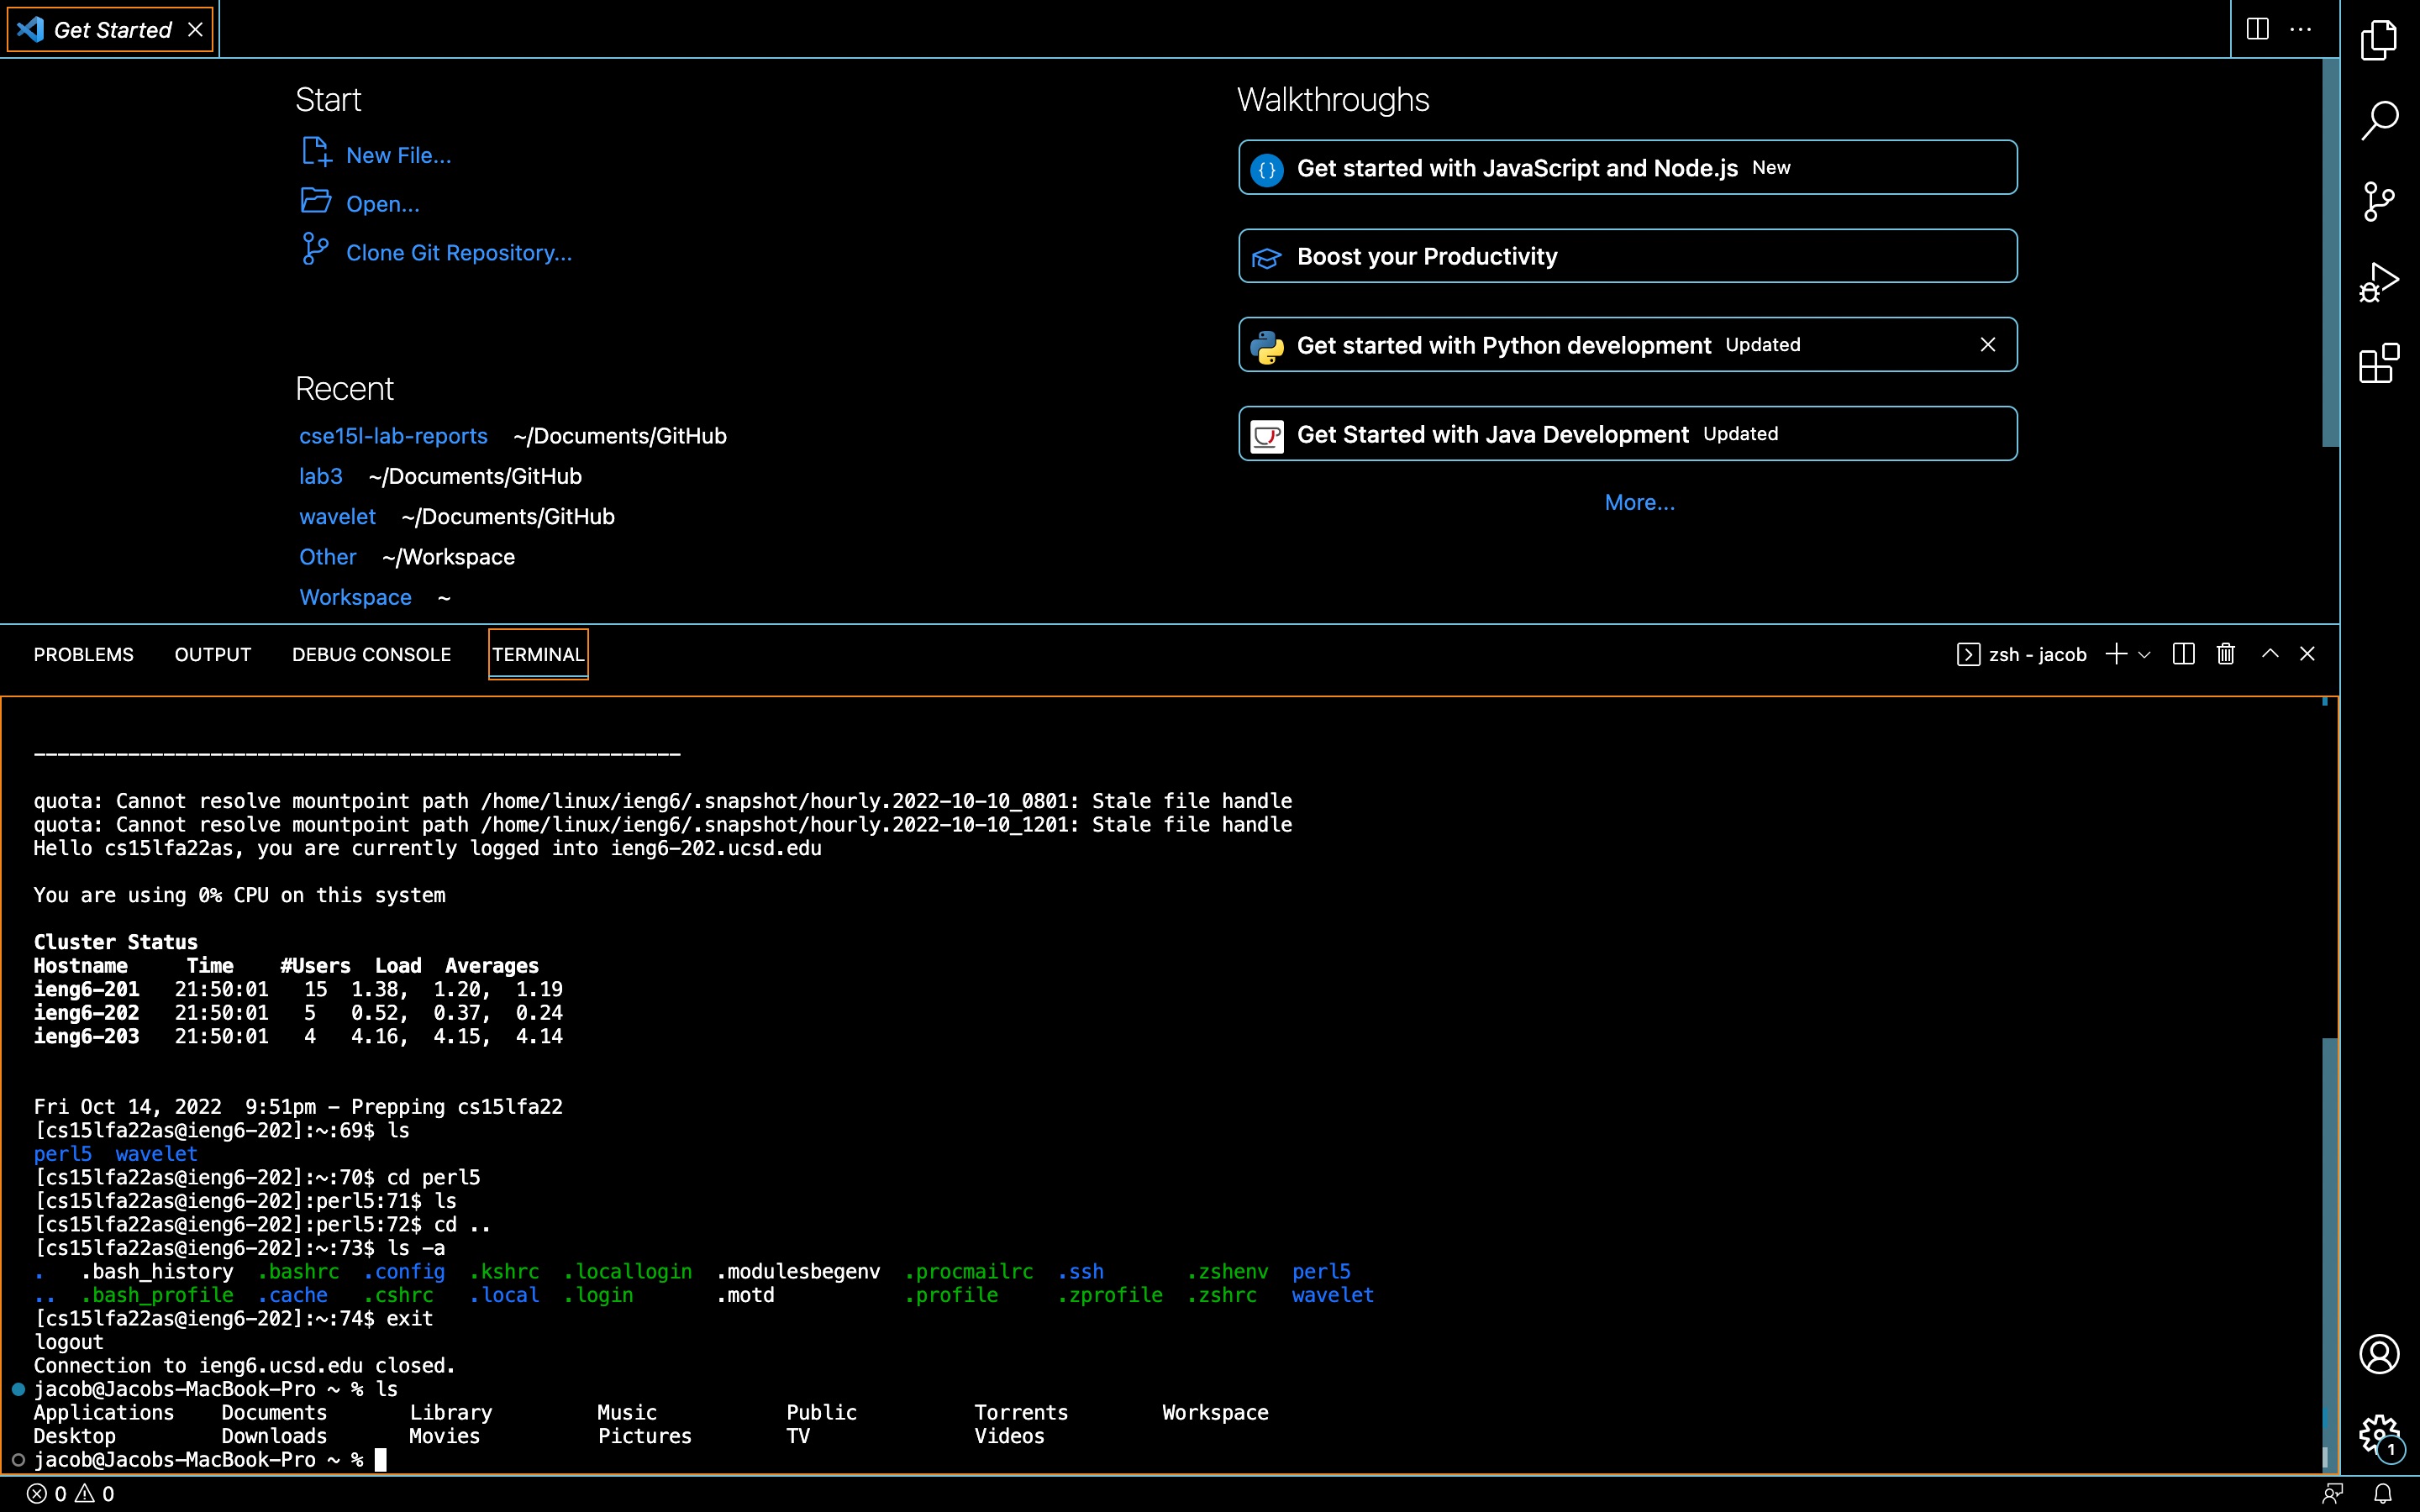 Get Started
Start
New File...
Open...
Clone Git Repository...
Recent
cse15l-lab-reports ~/Documents/GitHub
lab3 ~/Documents/GitHub
wavelet ~/Documents/GitHub
Other ~/Workspace
Workspace ~
Walkthroughs
Get started with JavaScript and Node.js New
Boost your Productivity
Get started with Python development Updated
Get Started with Java Development Updated
More...
PROBLEMS OUTPUT DEBUG CONSOLE TERMINAL
zsh - jacob
quota: Cannot resolve mountpoint path /home/linux/ieng6/.snapshot/hourly.2022-10-10_0801: Stale file handle
quota: Cannot resolve mountpoint path /home/linux/ieng6/.snapshot/hourly.2022-10-10_1201: Stale file handle
Hello cs15lfa22as, you are currently logged into ieng6-202.ucsd.edu
You are using 0% CPU on this system
Cluster Status
Hostname Time #Users Load Averages
ieng6-201 21:50:01 15 1.38, 1.20, 1.19
ieng6-202 21:50:01 5 0.52, 0.37, 0.24
ieng6-203 21:50:01 4 4.16, 4.15, 4.14
Fri Oct 14, 2022 9:51pm - Prepping cs15lfa22
[cs15lfa22as@ieng6-202]:~:69$ ls
perl5 wavelet
[cs15lfa22as@ieng6-202]:~:70$ cd perl5
[cs15lfa22as@ieng6-202]:perl5:71$ ls
[cs15lfa22as@ieng6-202]:perl5:72$ cd ..
[cs15lfa22as@ieng6-202]:~:73$ ls -a
. .bash_history .bashrc .config .kshrc .locallogin .modulesbegenv .procmailrc .ssh .zshenv perl5
.. .bash_profile .cache .cshrc .local .login .motd .profile .zprofile .zshrc wavelet
[cs15lfa22as@ieng6-202]:~:74$ exit
logout
Connection to ieng6.ucsd.edu closed.
jacob@Jacobs-MacBook-Pro ~ % ls
Applications Documents Library Music Public Torrents Workspace
Desktop Downloads Movies Pictures TV Videos
jacob@Jacobs-MacBook-Pro ~ %
1
0 0